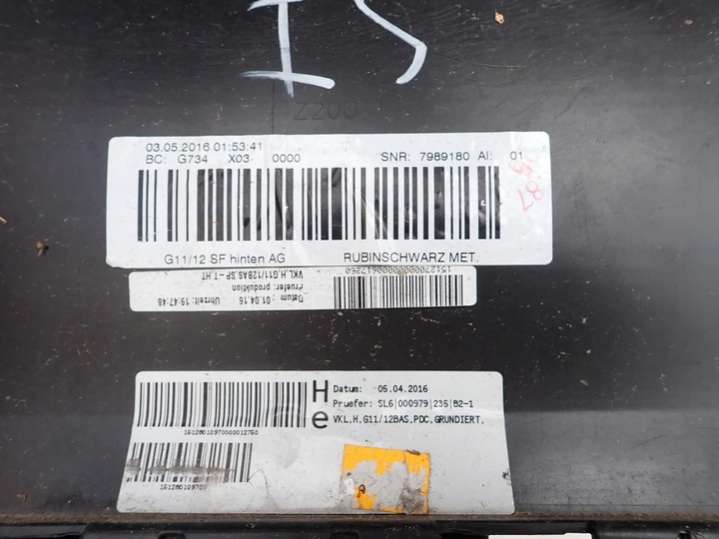 IS
Z200
03.05.2016 01:53:41
BC: G734 X03 0000 SNR: 7989180 AI: 01
G11/12 SF hinten AG RUBINSCHWARZ MET.
VKL.H.G11/12BAS.SP-T.HT
Pruefer: produktion
Datum: 01.04.16 Uhrzeit: 19:47:48
He
Datum: 05.04.2016
Pruefer: SL6|000979|235|82-1
VKL.H.G11/12BAS.PDC.GRUNDIERT.